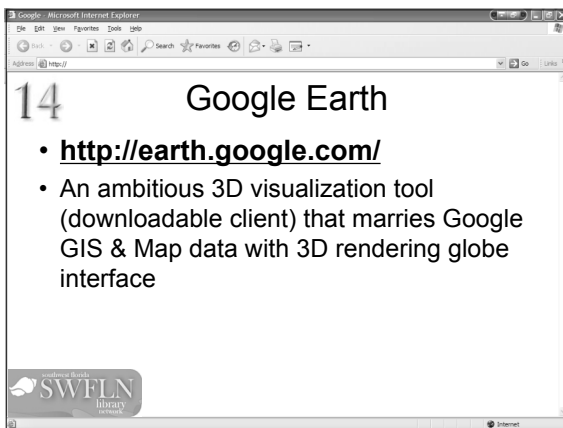 Google - Microsoft Internet Explorer
File Edit View Favorites Tools Help
Back Search Favorites
Address http:// Go Links
14
Google Earth
• http://earth.google.com/
• An ambitious 3D visualization tool
(downloadable client) that marries Google
GIS & Map data with 3D rendering globe
interface
southwest florida
SWFLN
library
network
Internet